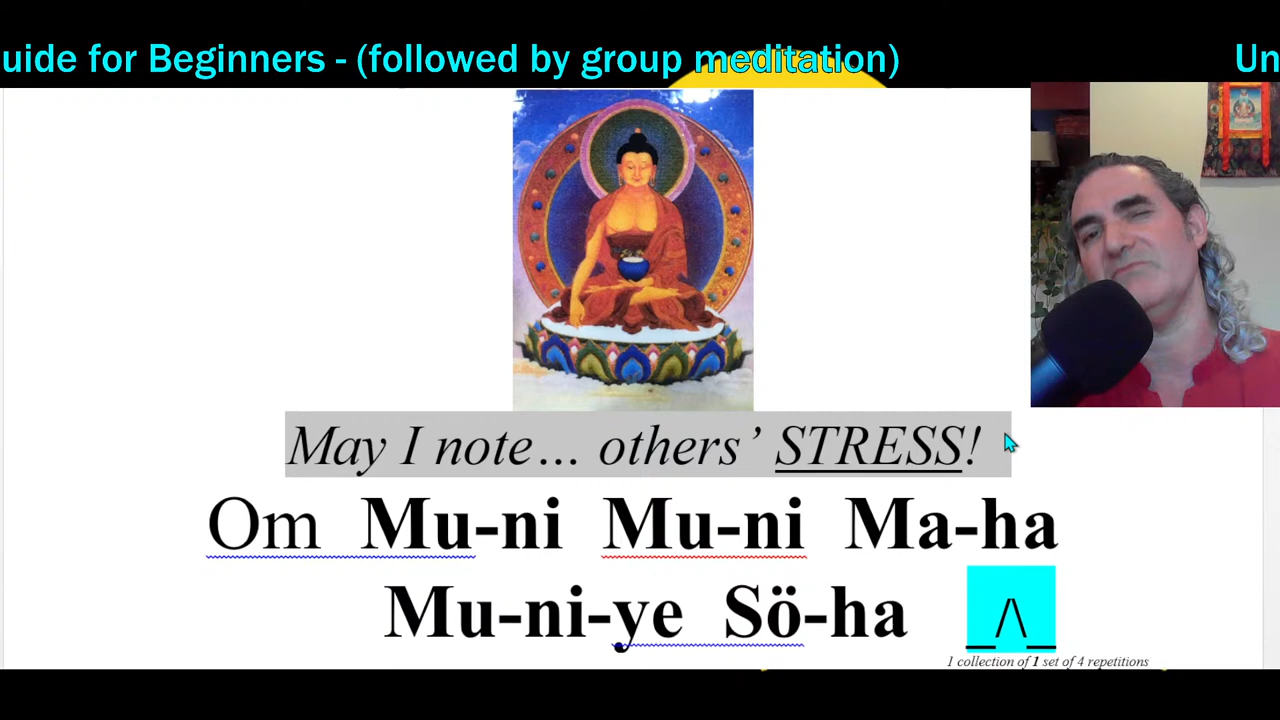 uide for Beginners - (followed by group meditation) Un
May I note… others’ STRESS!
Om Mu-ni Mu-ni Ma-ha
Mu-ni-ye Sö-ha _/\_
1 collection of 1 set of 4 repetitions